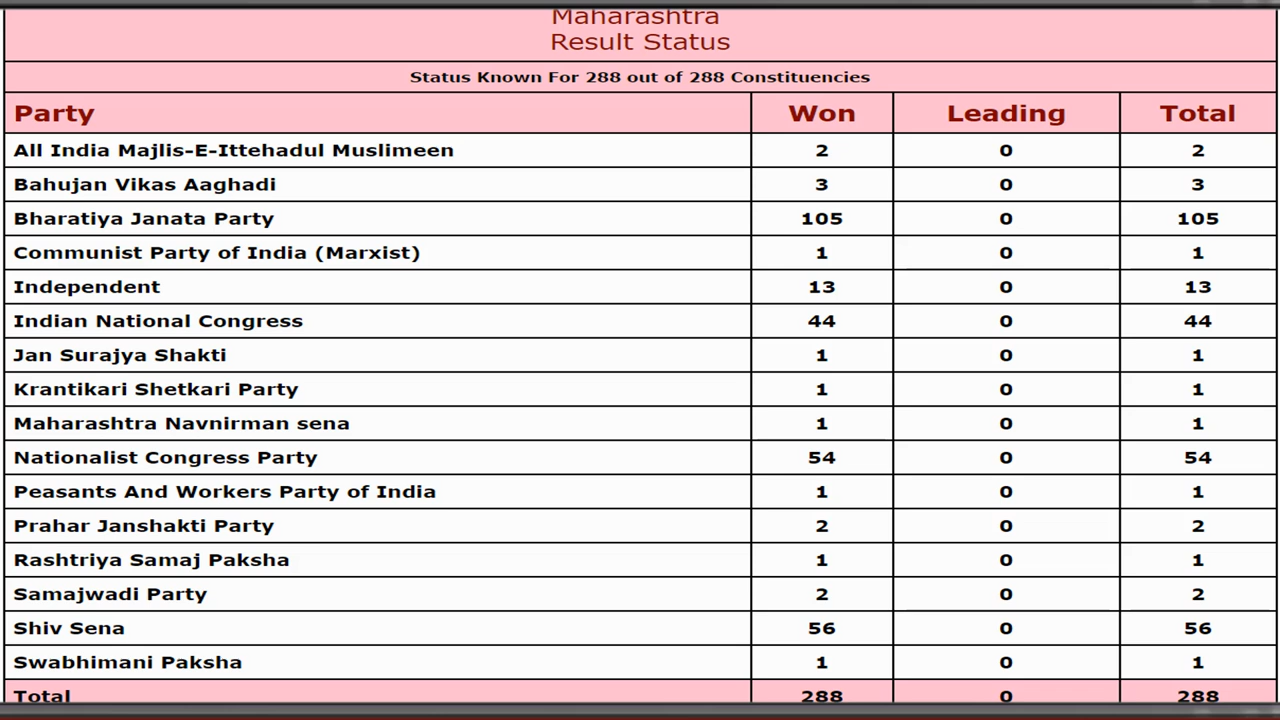 Maharashtra
Result Status
Status Known For 288 out of 288 Constituencies
Party Won Leading Total
All India Majlis-E-Ittehadul Muslimeen 2 0 2
Bahujan Vikas Aaghadi 3 0 3
Bharatiya Janata Party 105 0 105
Communist Party of India (Marxist) 1 0 1
Independent 13 0 13
Indian National Congress 44 0 44
Jan Surajya Shakti 1 0 1
Krantikari Shetkari Party 1 0 1
Maharashtra Navnirman sena 1 0 1
Nationalist Congress Party 54 0 54
Peasants And Workers Party of India 1 0 1
Prahar Janshakti Party 2 0 2
Rashtriya Samaj Paksha 1 0 1
Samajwadi Party 2 0 2
Shiv Sena 56 0 56
Swabhimani Paksha 1 0 1
Total 288 0 288